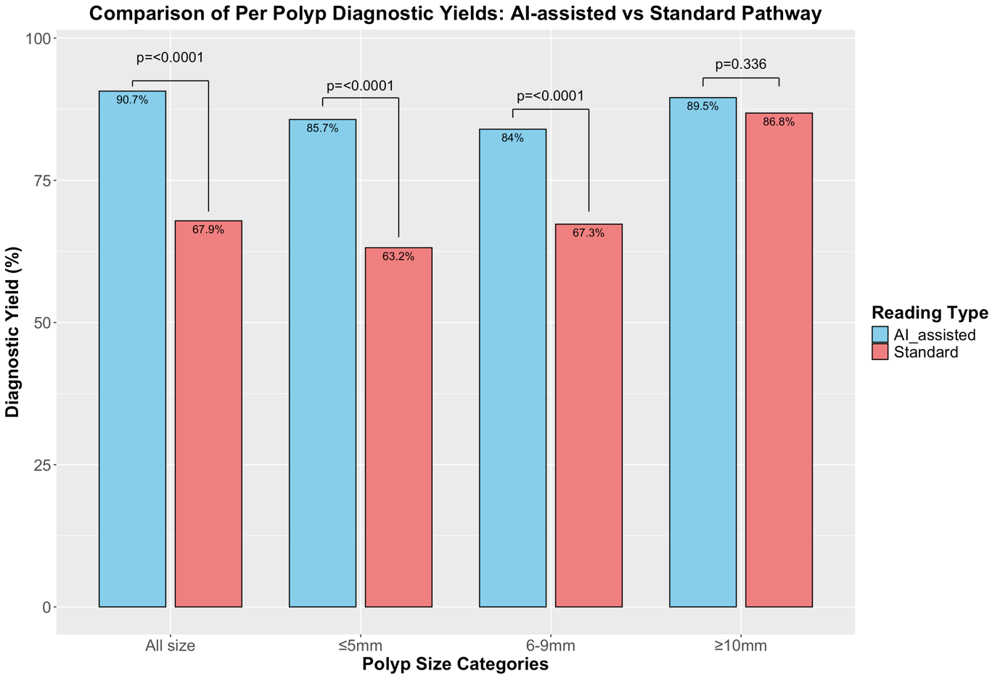 Comparison of Per Polyp Diagnostic Yields: AI-assisted vs Standard Pathway
Diagnostic Yield (%)
100
75
50
25
0
p=<0.0001
p=<0.0001
p=<0.0001
p=0.336
90.7%
67.9%
85.7%
63.2%
84%
67.3%
89.5%
86.8%
All size
≤5mm
6-9mm
≥10mm
Polyp Size Categories
Reading Type
AI_assisted
Standard